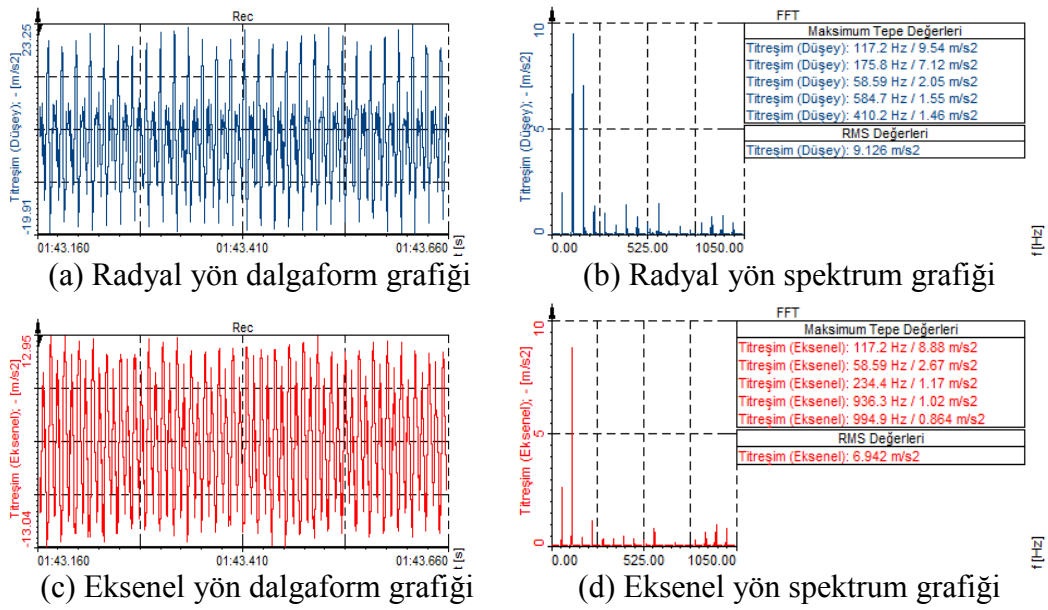 Rec
Titreşim (Düşey); - [m/s2]
23.25
-19.91
01:43.160
01:43.410
01:43.660
t [s]
(a) Radyal yön dalgaform grafiği
FFT
Titreşim (Düşey); - [m/s2]
10
5
0
0.00
525.00
1050.00
f [Hz]
Maksimum Tepe Değerleri
Titreşim (Düşey): 117.2 Hz / 9.54 m/s2
Titreşim (Düşey): 175.8 Hz / 7.12 m/s2
Titreşim (Düşey): 58.59 Hz / 2.05 m/s2
Titreşim (Düşey): 584.7 Hz / 1.55 m/s2
Titreşim (Düşey): 410.2 Hz / 1.46 m/s2
RMS Değerleri
Titreşim (Düşey): 9.126 m/s2
(b) Radyal yön spektrum grafiği
Rec
Titreşim (Eksenel); - [m/s2]
12.95
-13.04
01:43.160
01:43.410
01:43.660
t [s]
(c) Eksenel yön dalgaform grafiği
FFT
Titreşim (Eksenel); - [m/s2]
10
5
0
0.00
525.00
1050.00
f [Hz]
Maksimum Tepe Değerleri
Titreşim (Eksenel): 117.2 Hz / 8.88 m/s2
Titreşim (Eksenel): 58.59 Hz / 2.67 m/s2
Titreşim (Eksenel): 234.4 Hz / 1.17 m/s2
Titreşim (Eksenel): 936.3 Hz / 1.02 m/s2
Titreşim (Eksenel): 994.9 Hz / 0.864 m/s2
RMS Değerleri
Titreşim (Eksenel): 6.942 m/s2
(d) Eksenel yön spektrum grafiği